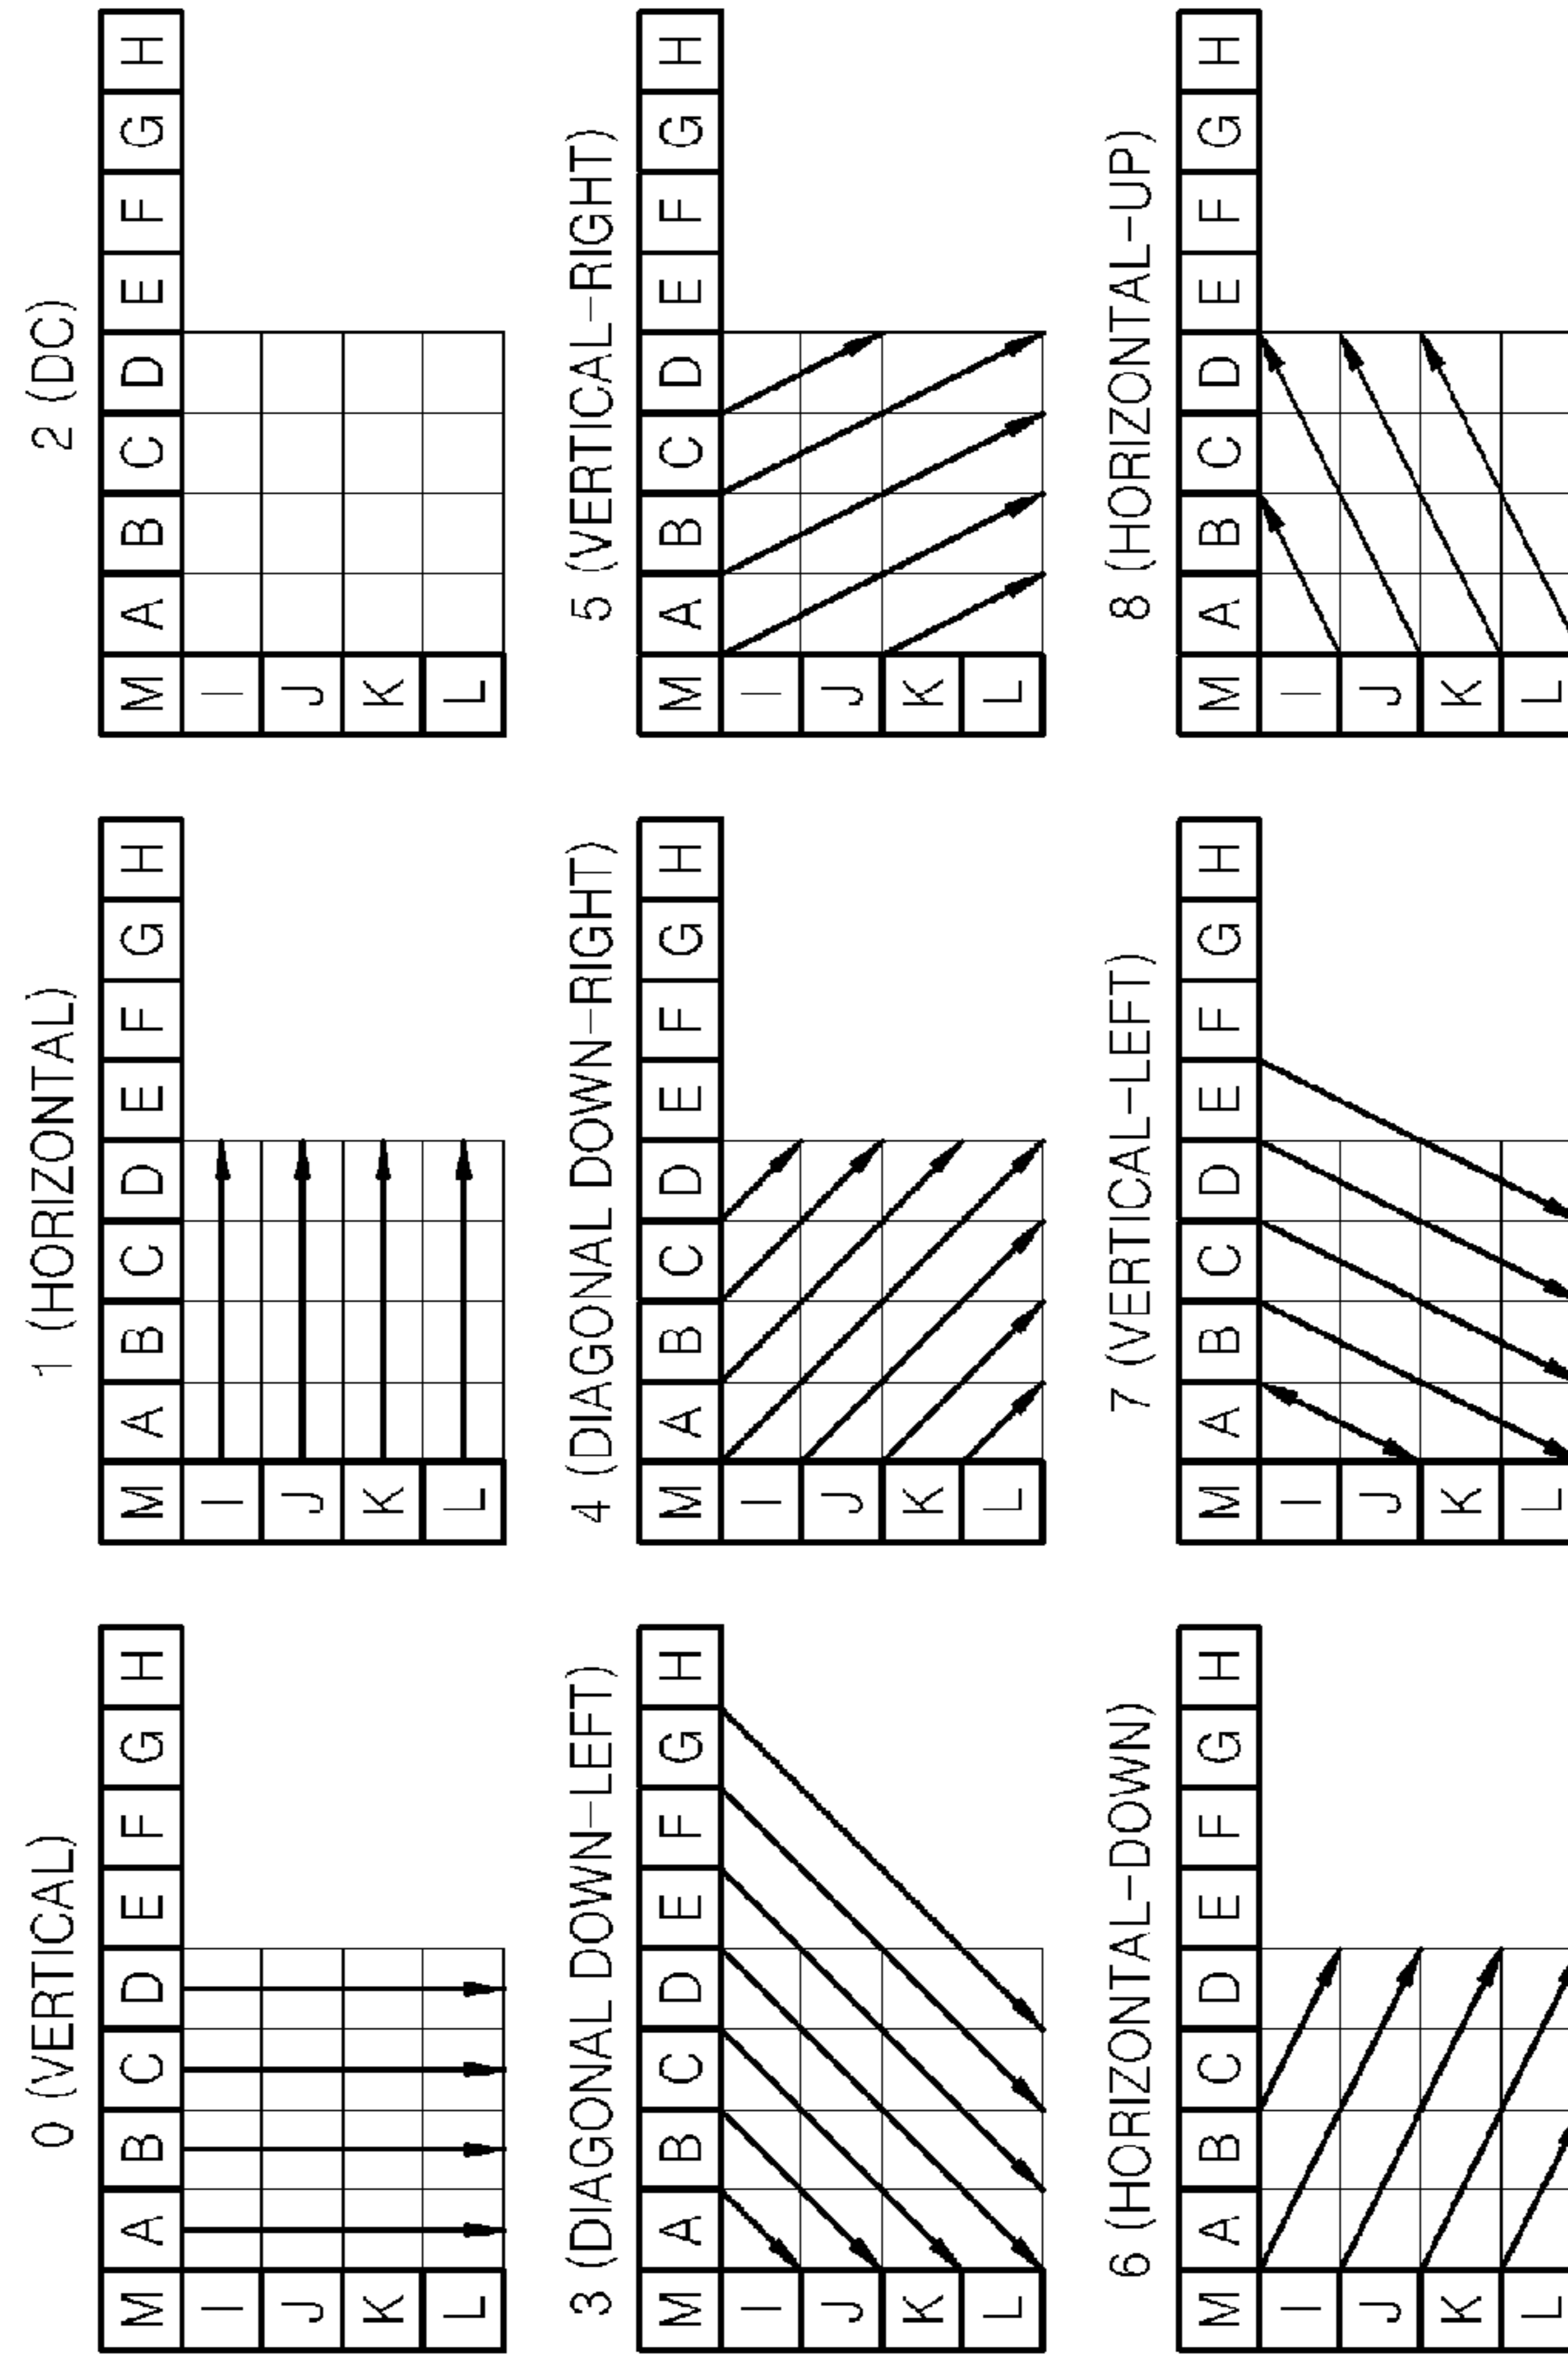 0 (VERTICAL)
M A B C D E F G H
I
J
K
L
1 (HORIZONTAL)
M A B C D E F G H
I
J
K
L
2 (DC)
M A B C D E F G H
I
J
K
L
3 (DIAGONAL DOWN-LEFT)
M A B C D E F G H
I
J
K
L
4 (DIAGONAL DOWN-RIGHT)
M A B C D E F G H
I
J
K
L
5 (VERTICAL-RIGHT)
M A B C D E F G H
I
J
K
L
6 (HORIZONTAL-DOWN)
M A B C D E F G H
I
J
K
L
7 (VERTICAL-LEFT)
M A B C D E F G H
I
J
K
L
8 (HORIZONTAL-UP)
M A B C D E F G H
I
J
K
L